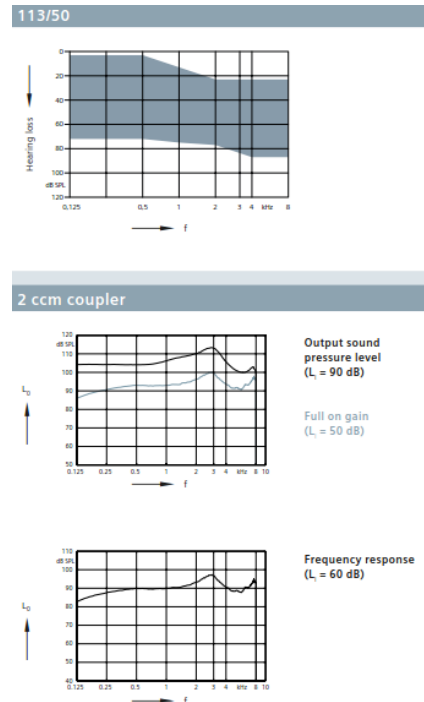 113/50
0
20
40
60
80
100
dB SPL
120
Hearing loss
0,125 0,5 1 2 3 4 kHz 8
f
2 ccm coupler
120
dB SPL
110
100
90
80
70
60
50
L₀
0.125 0.25 0.5 1 2 3 4 kHz 8 10
f
Output sound
pressure level
(Lᵢ = 90 dB)
Full on gain
(Lᵢ = 50 dB)
110
dB SPL
100
90
80
70
60
50
40
L₀
0.125 0.25 0.5 1 2 3 4 kHz 8 10
f
Frequency response
(Lᵢ = 60 dB)